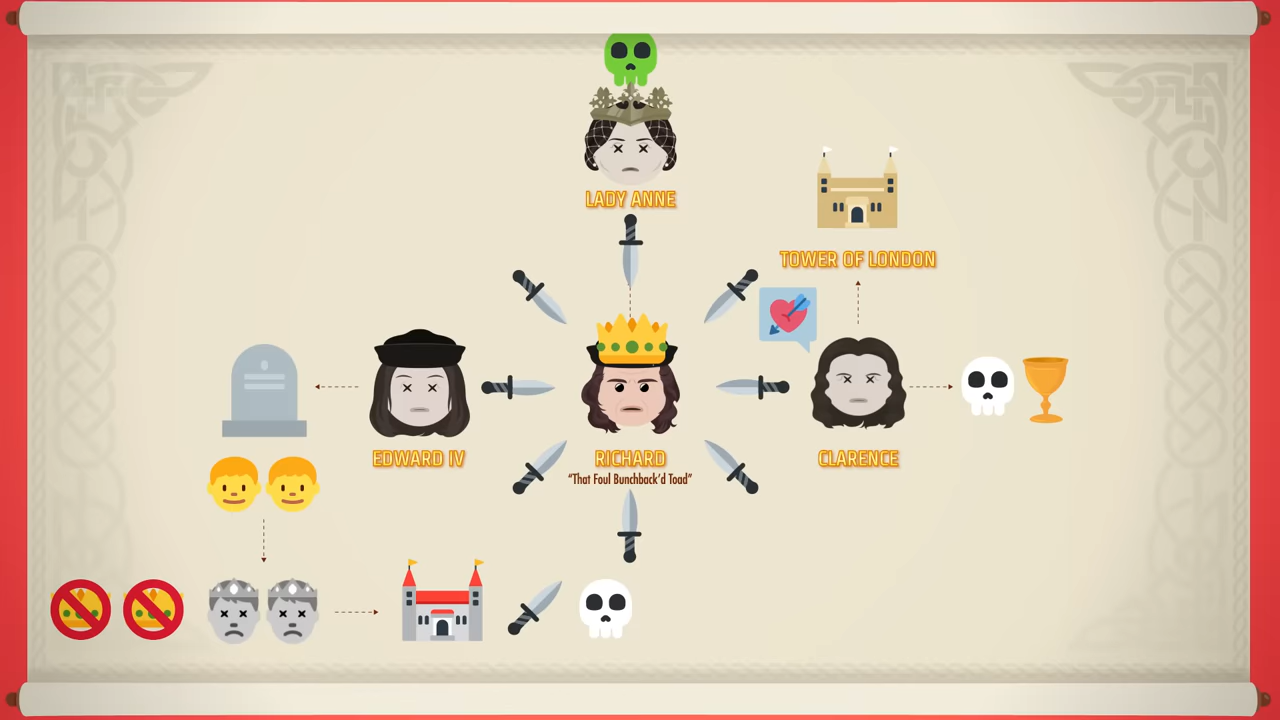 LADY ANNE
TOWER OF LONDON
EDWARD IV
RICHARD
"That Foul Bunchback'd Toad"
CLARENCE